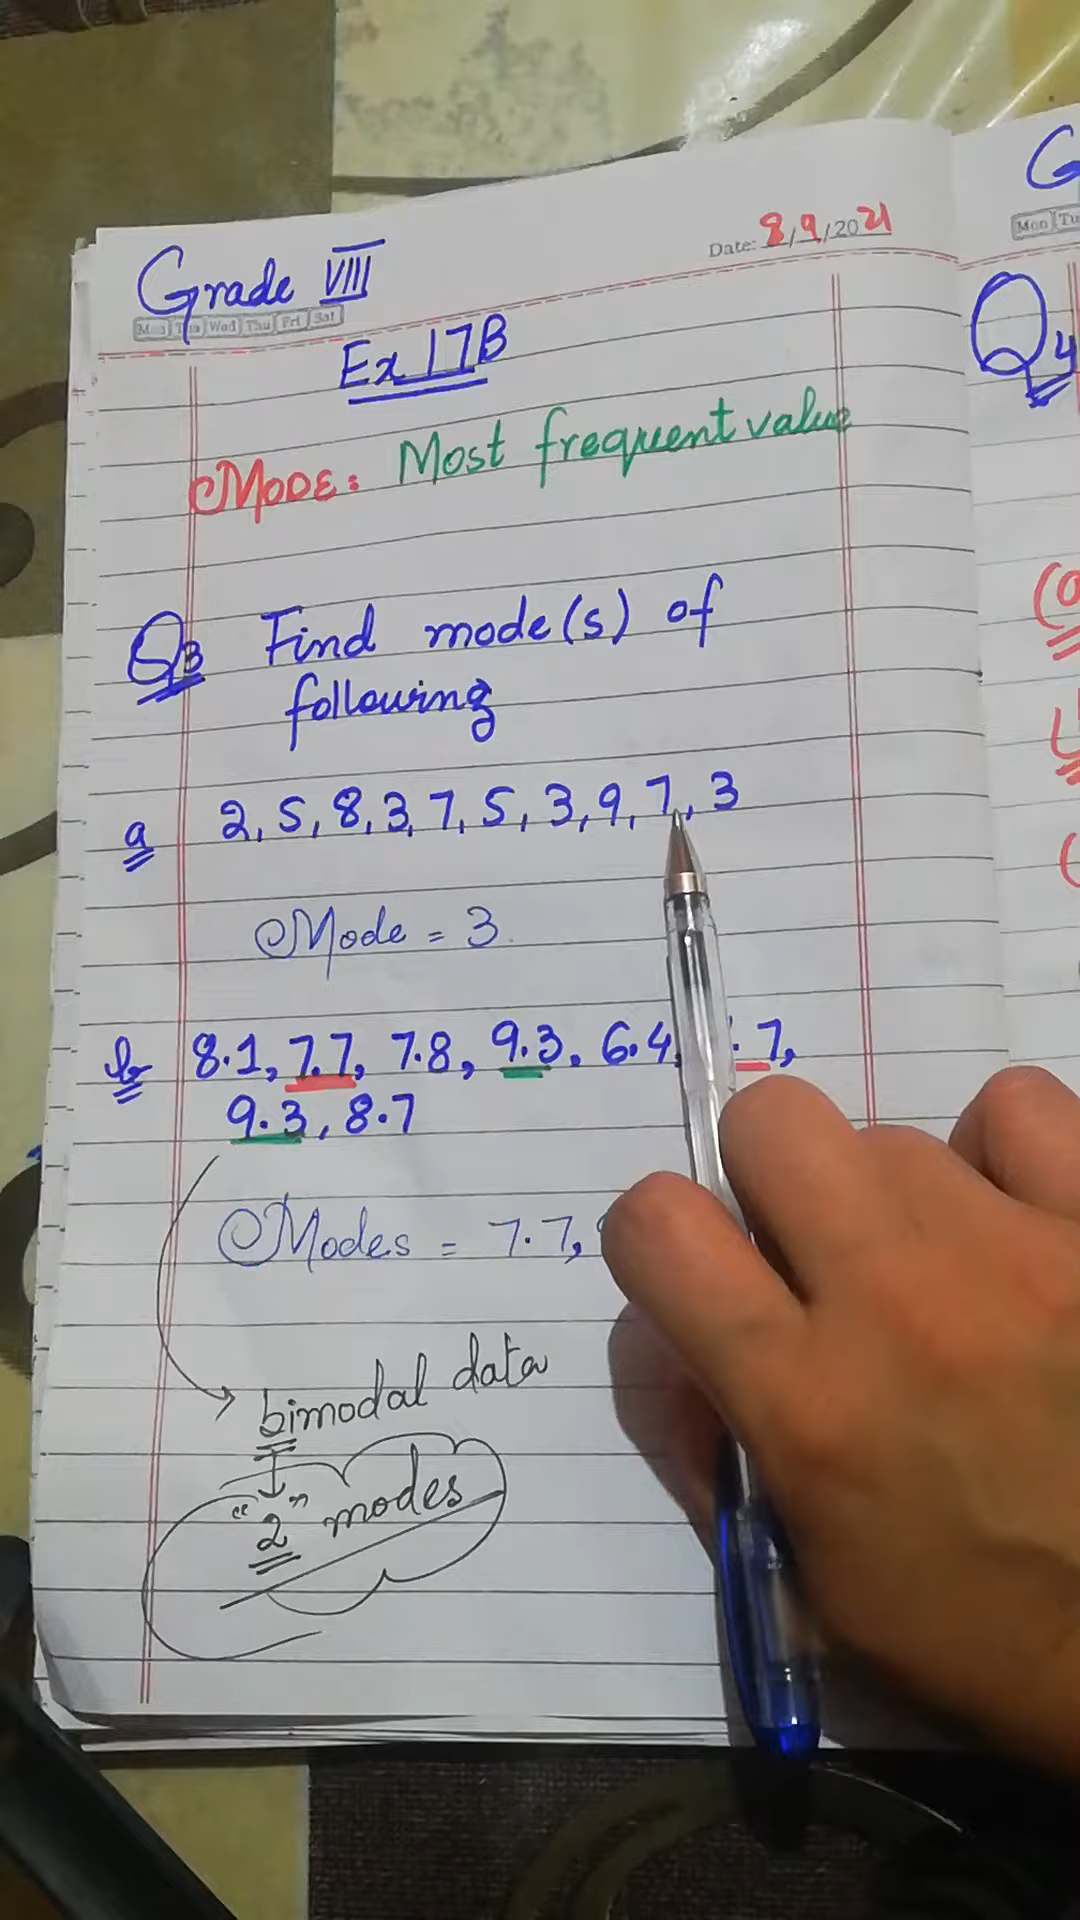 Grade VIII
Date: 8/9/2021
Mon Tue Wed Thu Fri Sat
Ex 17B
MODE: Most frequent value
Q3 Find mode(s) of
following
a 2, 5, 8, 3, 7, 5, 3, 9, 7, 3
Mode = 3
b 8.1, 7.7, 7.8, 9.3, 6.4, .7,
9.3, 8.7
Modes = 7.7,
bimodal data
"2" modes
G
Mon Tu
Q4